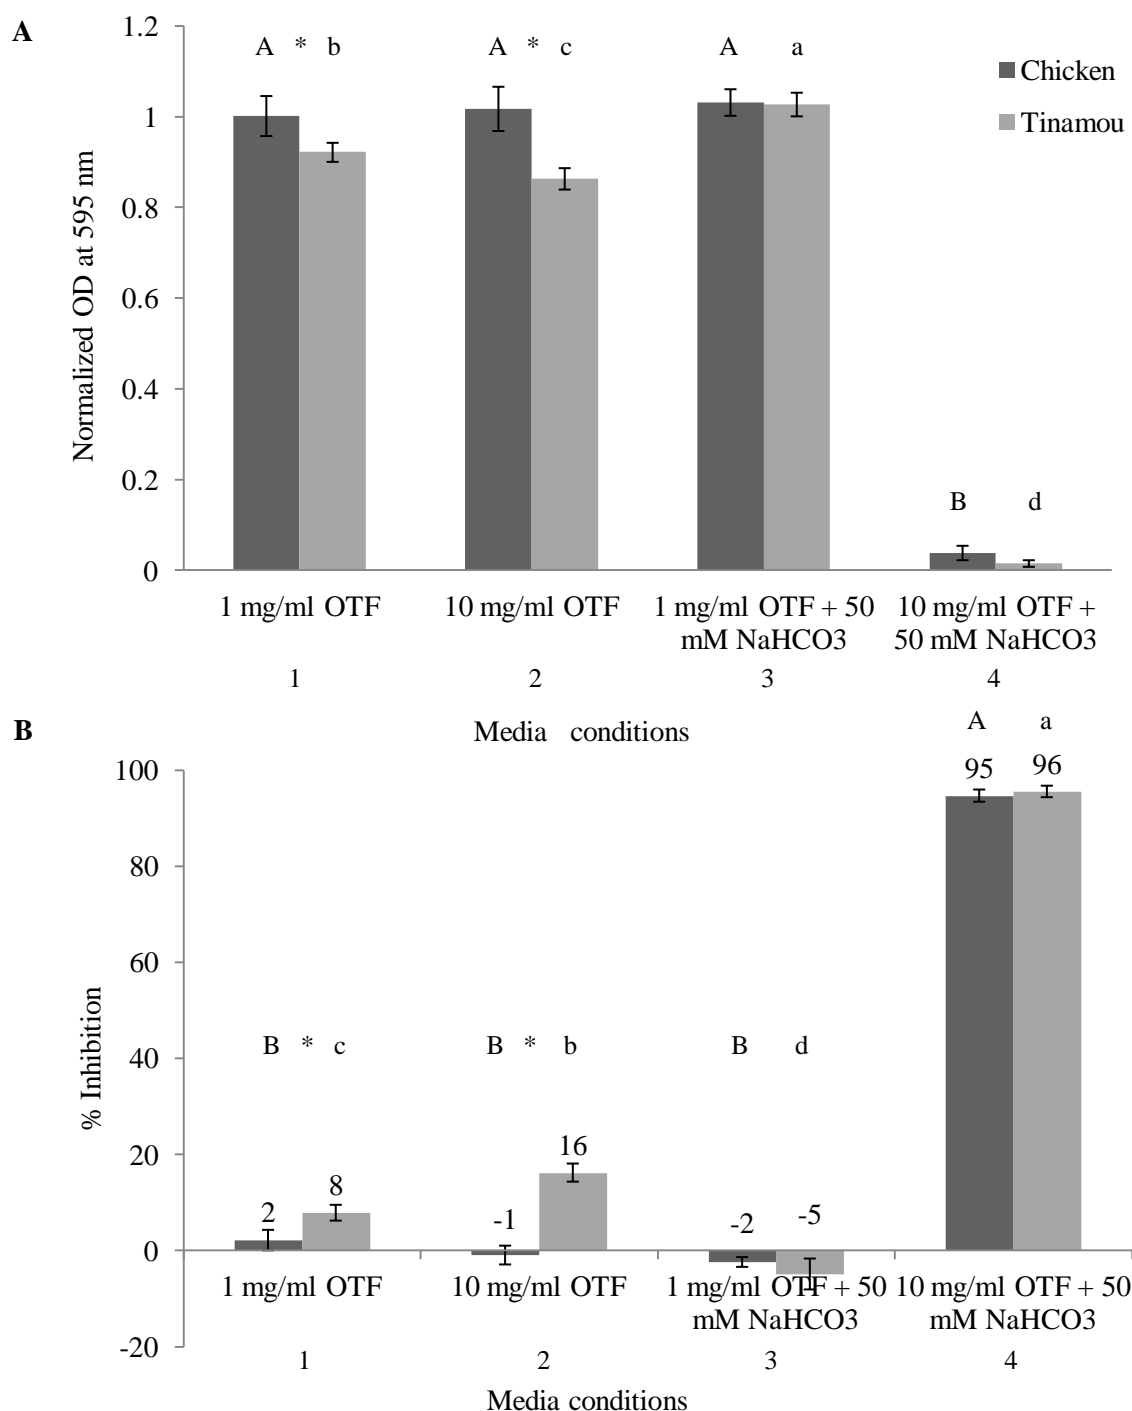 A
1.2
A * b
A * c
A a
Chicken
Tinamou
1
0.8
0.6
0.4
0.2
0
Normalized OD at 595 nm
B d
1 mg/ml OTF
10 mg/ml OTF
1 mg/ml OTF + 50
mM NaHCO3
10 mg/ml OTF +
50 mM NaHCO3
1 2 3 4
Media conditions
B
A a
95 96
100
80
60
40
20
0
-20
% Inhibition
B * c
B * b
B d
2 8
-1 16
-2 -5
1 mg/ml OTF
10 mg/ml OTF
1 mg/ml OTF + 50
mM NaHCO3
10 mg/ml OTF + 50
mM NaHCO3
1 2 3 4
Media conditions